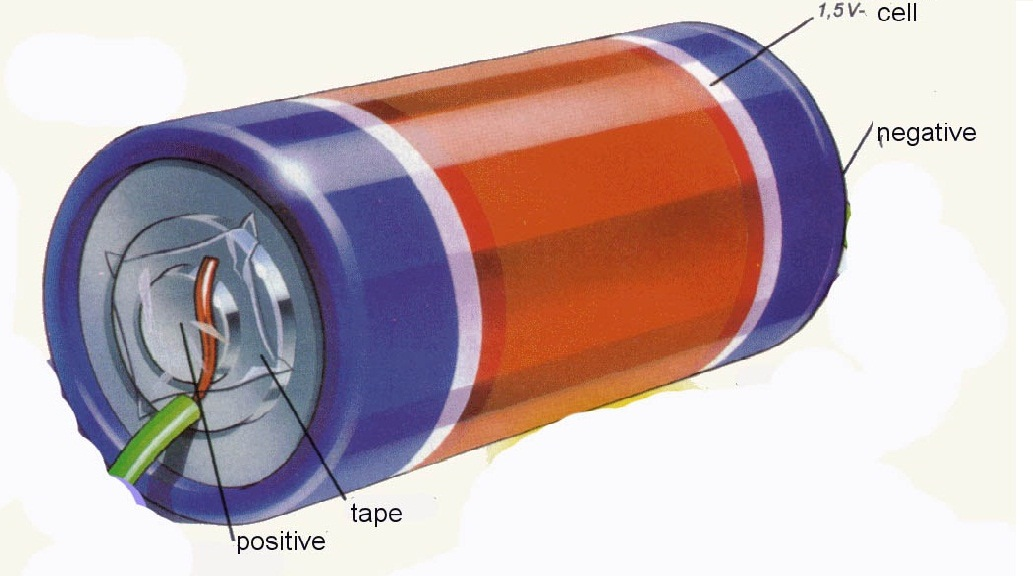 1,5V- cell
negative
tape
positive